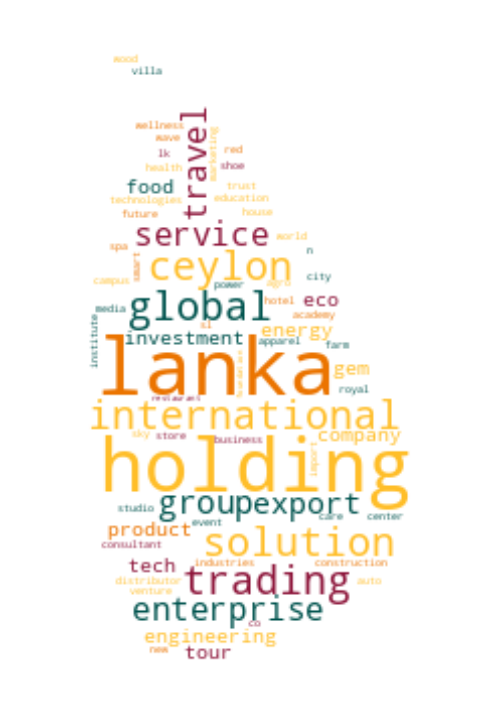 wood
villa
travel
wellness
marketing
wave
lk
red
shoe
health
food
trust
technologies
education
future
house
service
world
spa
n
smart
ceylon
city
campus
power
agro
global
hotel
eco
media
academy
institute
sl
investment
energy
apparel
farm
lanka
gem
royal
restaurant
international
sky
store
business
company
import
holding
group
export
studio
care
center
event
product
solution
consultant
tech
industries
construction
distributor
trading
auto
venture
enterprise
co
engineering
new
tour